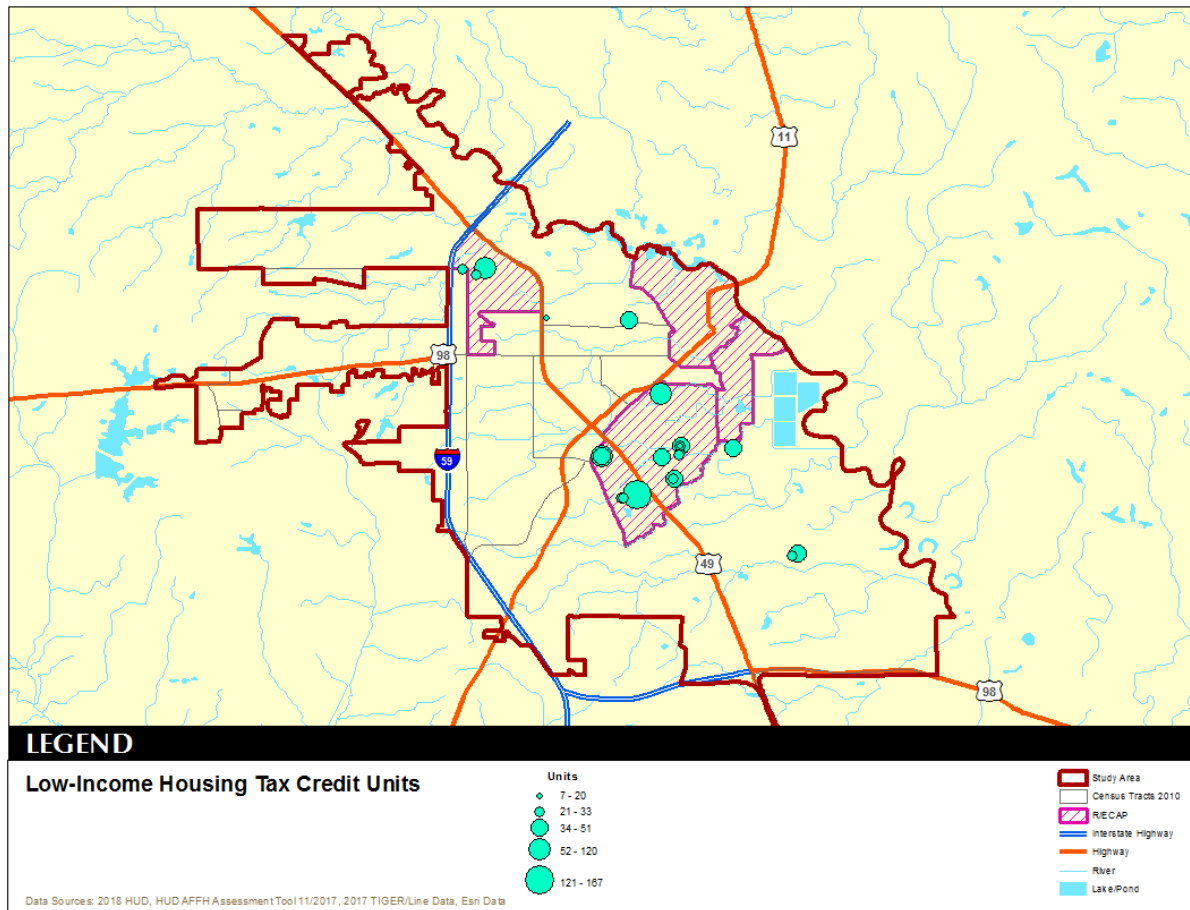 11
98
59
49
98
LEGEND
Low-Income Housing Tax Credit Units
Units
7 - 20
21 - 33
34 - 51
52 - 120
121 - 167
Study Area
Census Tracts 2010
R/ECAP
Interstate Highway
Highway
River
Lake/Pond
Data Sources: 2018 HUD, HUD AFFH Assessment Tool 11/2017, 2017 TIGER/Line Data, Esri Data